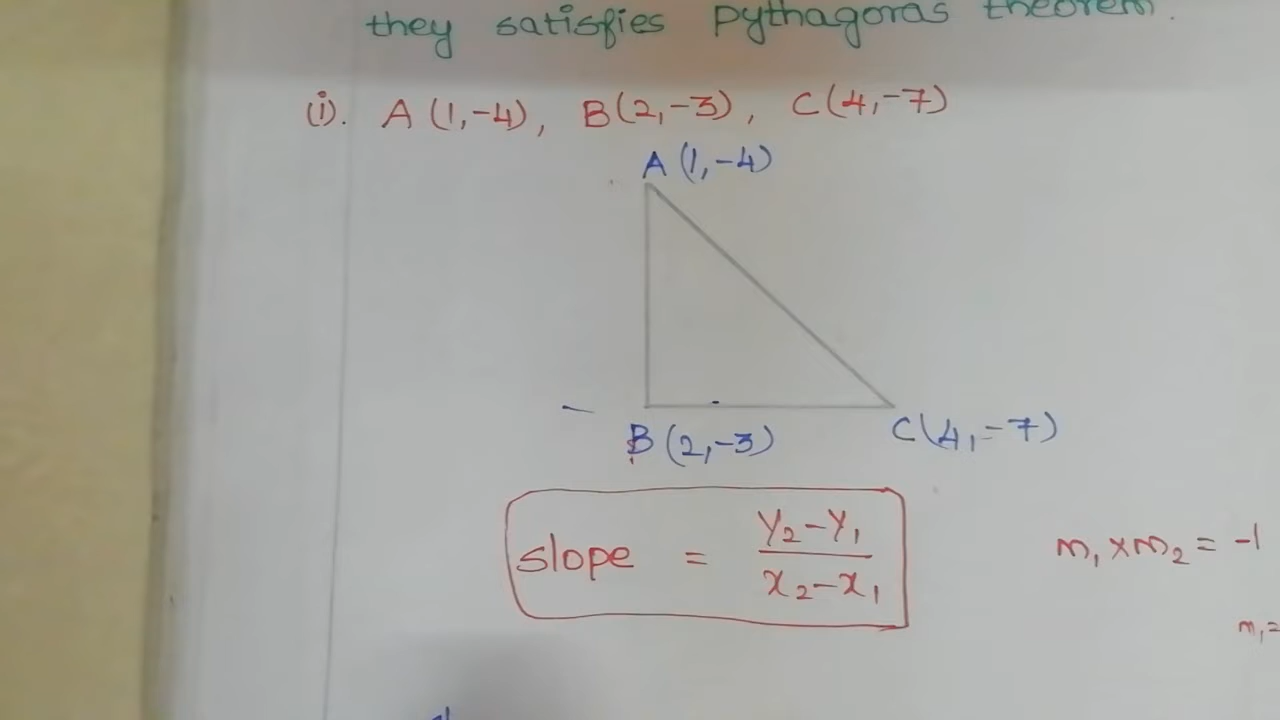 they satisfies pythagoras theorem.
(i). A(1,-4), B(2,-3), C(4,-7)
A(1,-4)
B(2,-3)
C(4,-7)
slope = y₂-y₁ / x₂-x₁
m₁ x m₂ = -1
m₁=